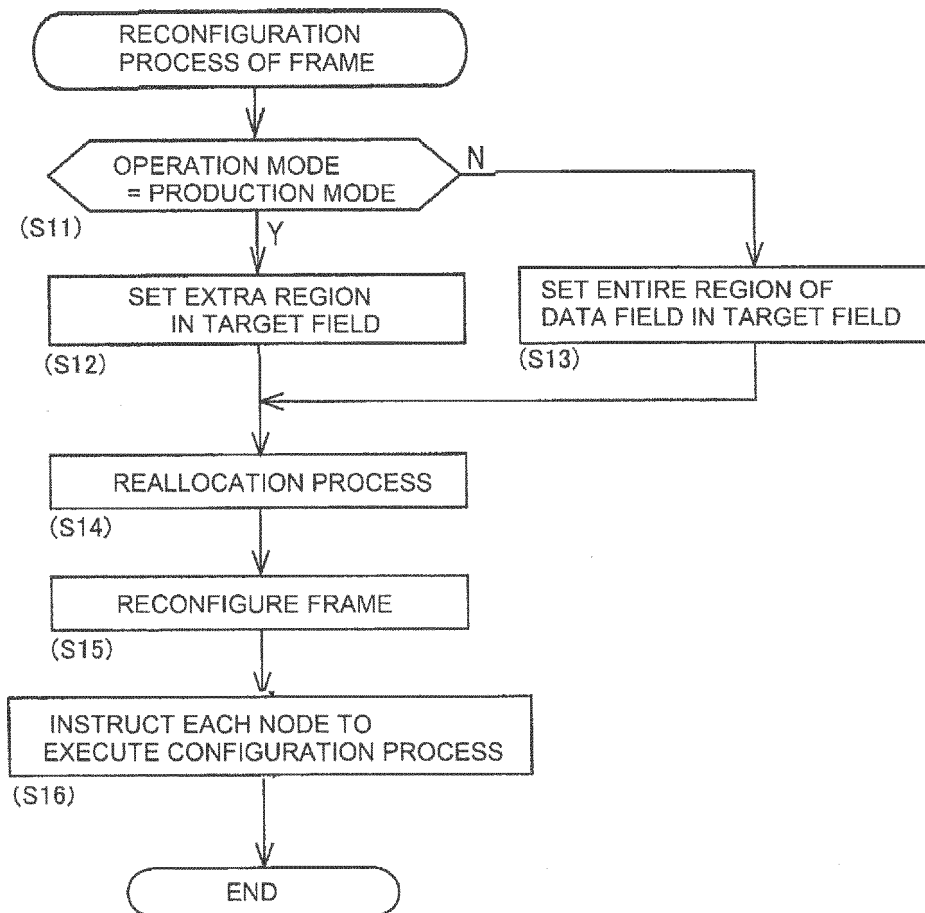 RECONFIGURATION
PROCESS OF FRAME
OPERATION MODE
= PRODUCTION MODE
N
(S11)
Y
SET EXTRA REGION
IN TARGET FIELD
(S12)
SET ENTIRE REGION OF
DATA FIELD IN TARGET FIELD
(S13)
REALLOCATION PROCESS
(S14)
RECONFIGURE FRAME
(S15)
INSTRUCT EACH NODE TO
EXECUTE CONFIGURATION PROCESS
(S16)
END